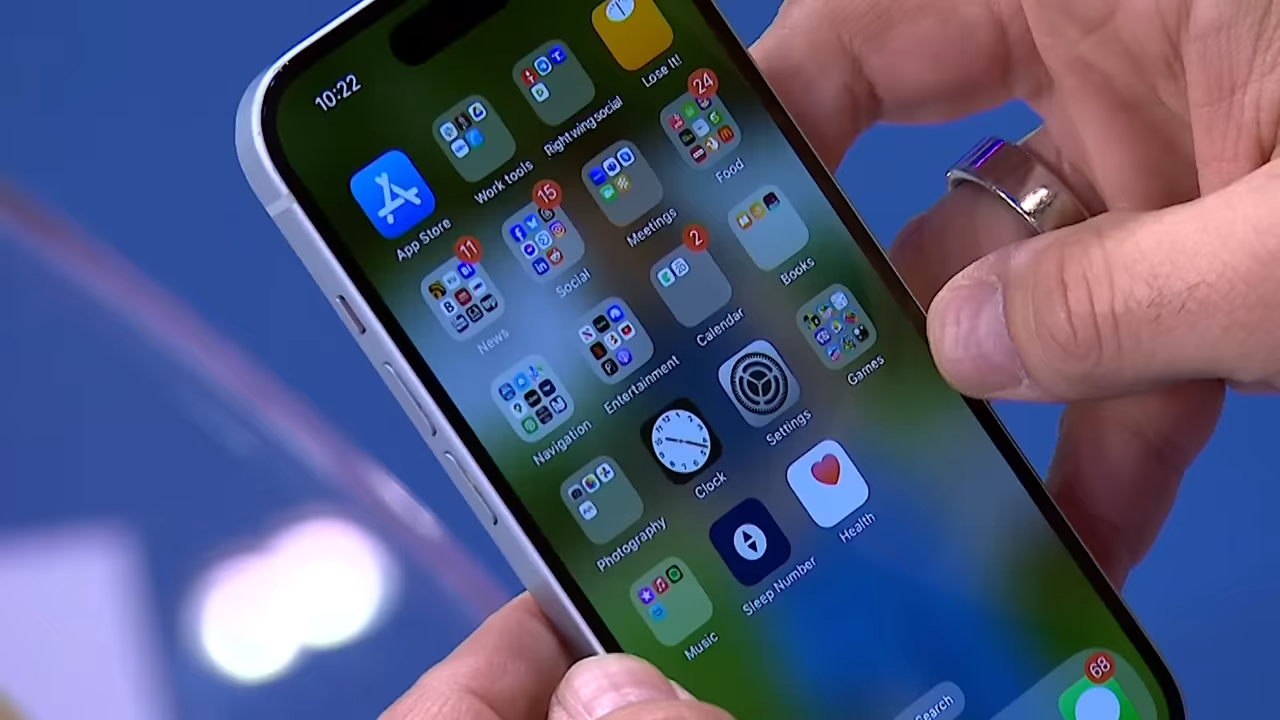 10:22
App Store
Work tools
Right wing social
Lose It!
11
News
15
Social
Meetings
24
Food
Navigation
Entertainment
2
Calendar
Books
Photography
Clock
Settings
Games
Music
Sleep Number
Health
Search
68